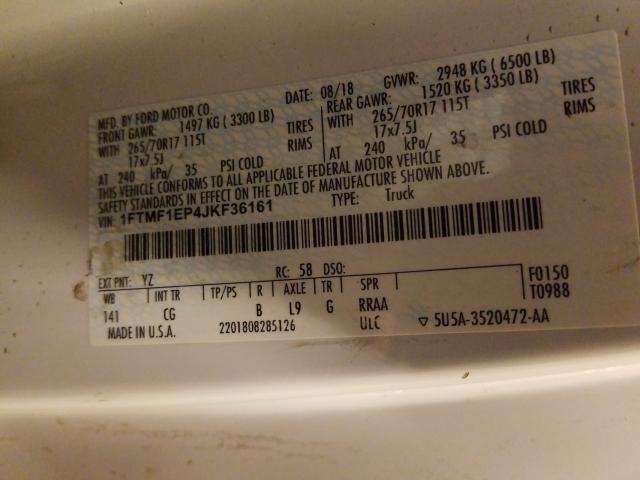 MFD. BY FORD MOTOR CO.
DATE: 08/18 GVWR: 2948 KG ( 6500 LB)
FRONT GAWR: 1497 KG ( 3300 LB)
REAR GAWR: 1520 KG ( 3350 LB)
WITH 265/70R17 115T TIRES
WITH 265/70R17 115T TIRES
17x7.5J RIMS
17x7.5J RIMS
AT 240 kPa/ 35 PSI COLD
AT 240 kPa/ 35 PSI COLD
THIS VEHICLE CONFORMS TO ALL APPLICABLE FEDERAL MOTOR VEHICLE
SAFETY STANDARDS IN EFFECT ON THE DATE OF MANUFACTURE SHOWN ABOVE.
VIN: 1FTMF1EP4JKF36161 TYPE: Truck
EXT PNT: YZ RC: 58 DSO:
WB INT TR TP/PS R AXLE TR SPR F0150
141 CG B L9 G RRAA T0988
MADE IN U.S.A. 2201808285126 ULC ▽ 5U5A-3520472-AA